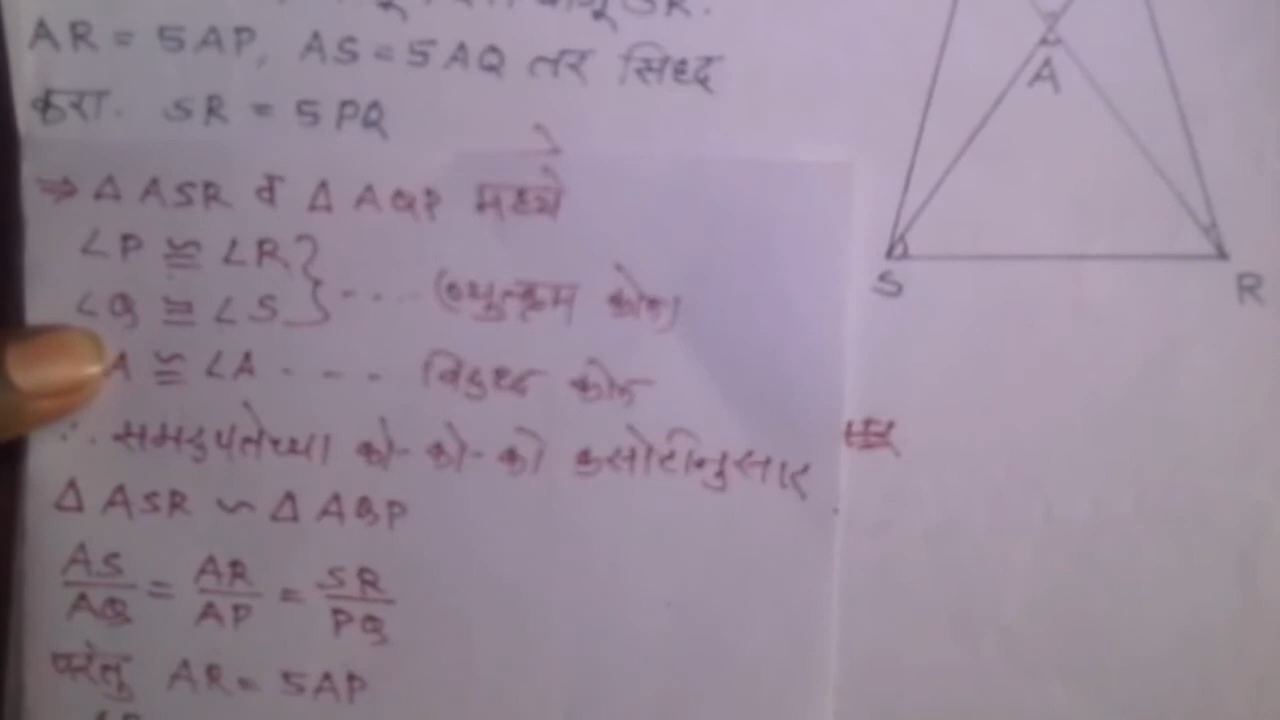 AR = 5AP, AS = 5AQ तर सिध्द
करा. SR = 5PQ
A
S
R
⇒ Δ ASR व Δ AQP मध्ये
∠P ≅ ∠R }
∠Q ≅ ∠S } ---- (व्युत्क्रम कोन)
A ≅ ∠A ---- विरुध्द कोन
∴ समरुपतेच्या को-को-को कसोटीनुसार
Δ ASR ~ Δ AQP
AS/AQ = AR/AP = SR/PQ
परंतु AR = 5AP